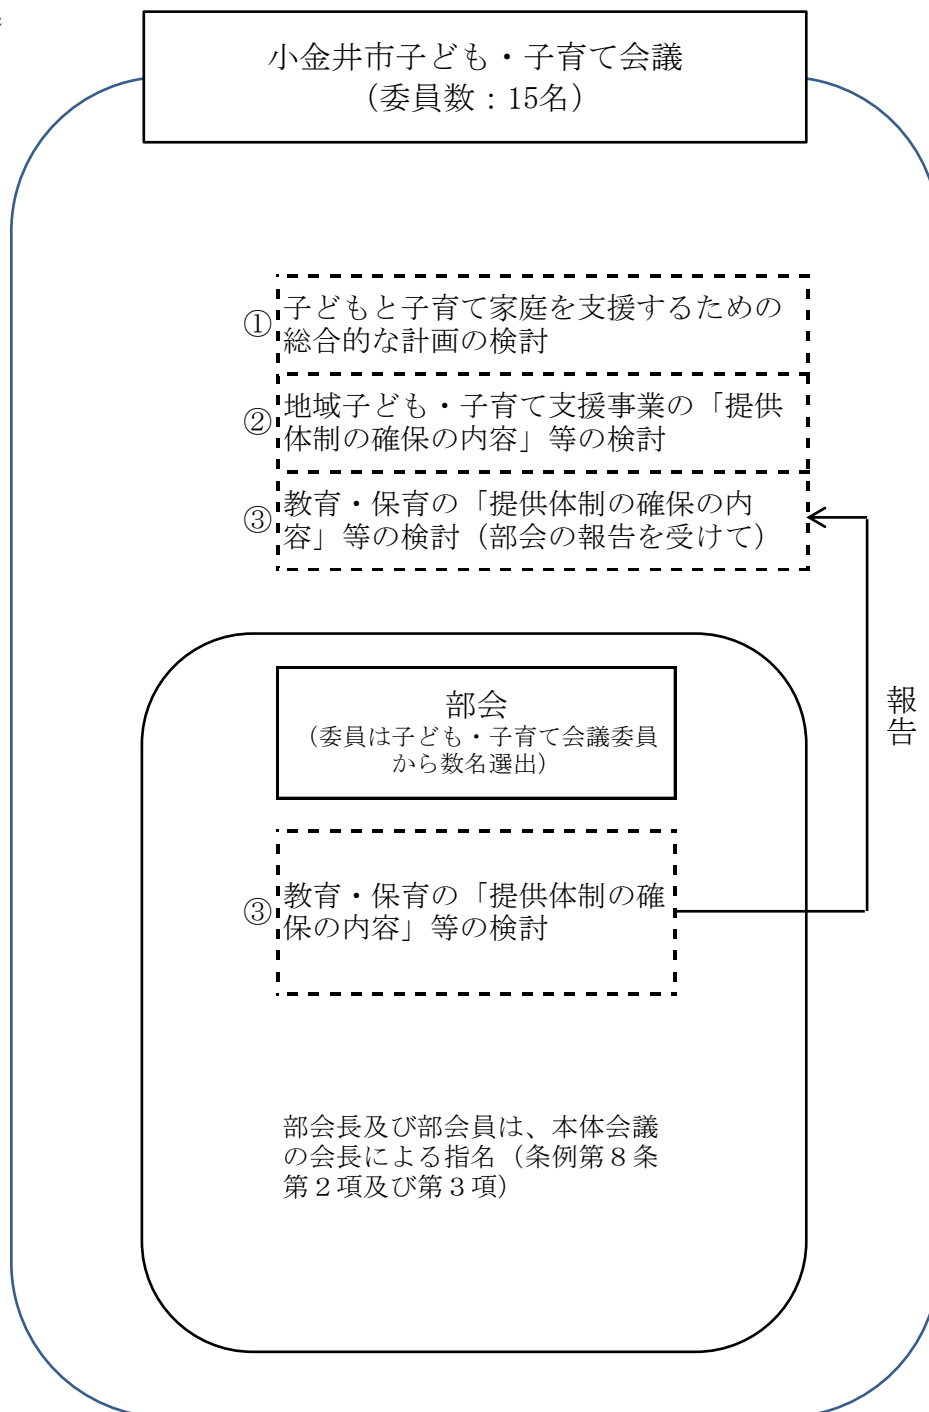 小金井市子ども・子育て会議
（委員数：15名）
① 子どもと子育て家庭を支援するための
総合的な計画の検討
② 地域子ども・子育て支援事業の「提供
体制の確保の内容」等の検討
③ 教育・保育の「提供体制の確保の内
容」等の検討（部会の報告を受けて）
報告
部会
（委員は子ども・子育て会議委員
から数名選出）
③ 教育・保育の「提供体制の確
保の内容」等の検討
部会長及び部会員は、本体会議
の会長による指名（条例第８条
第２項及び第３項）